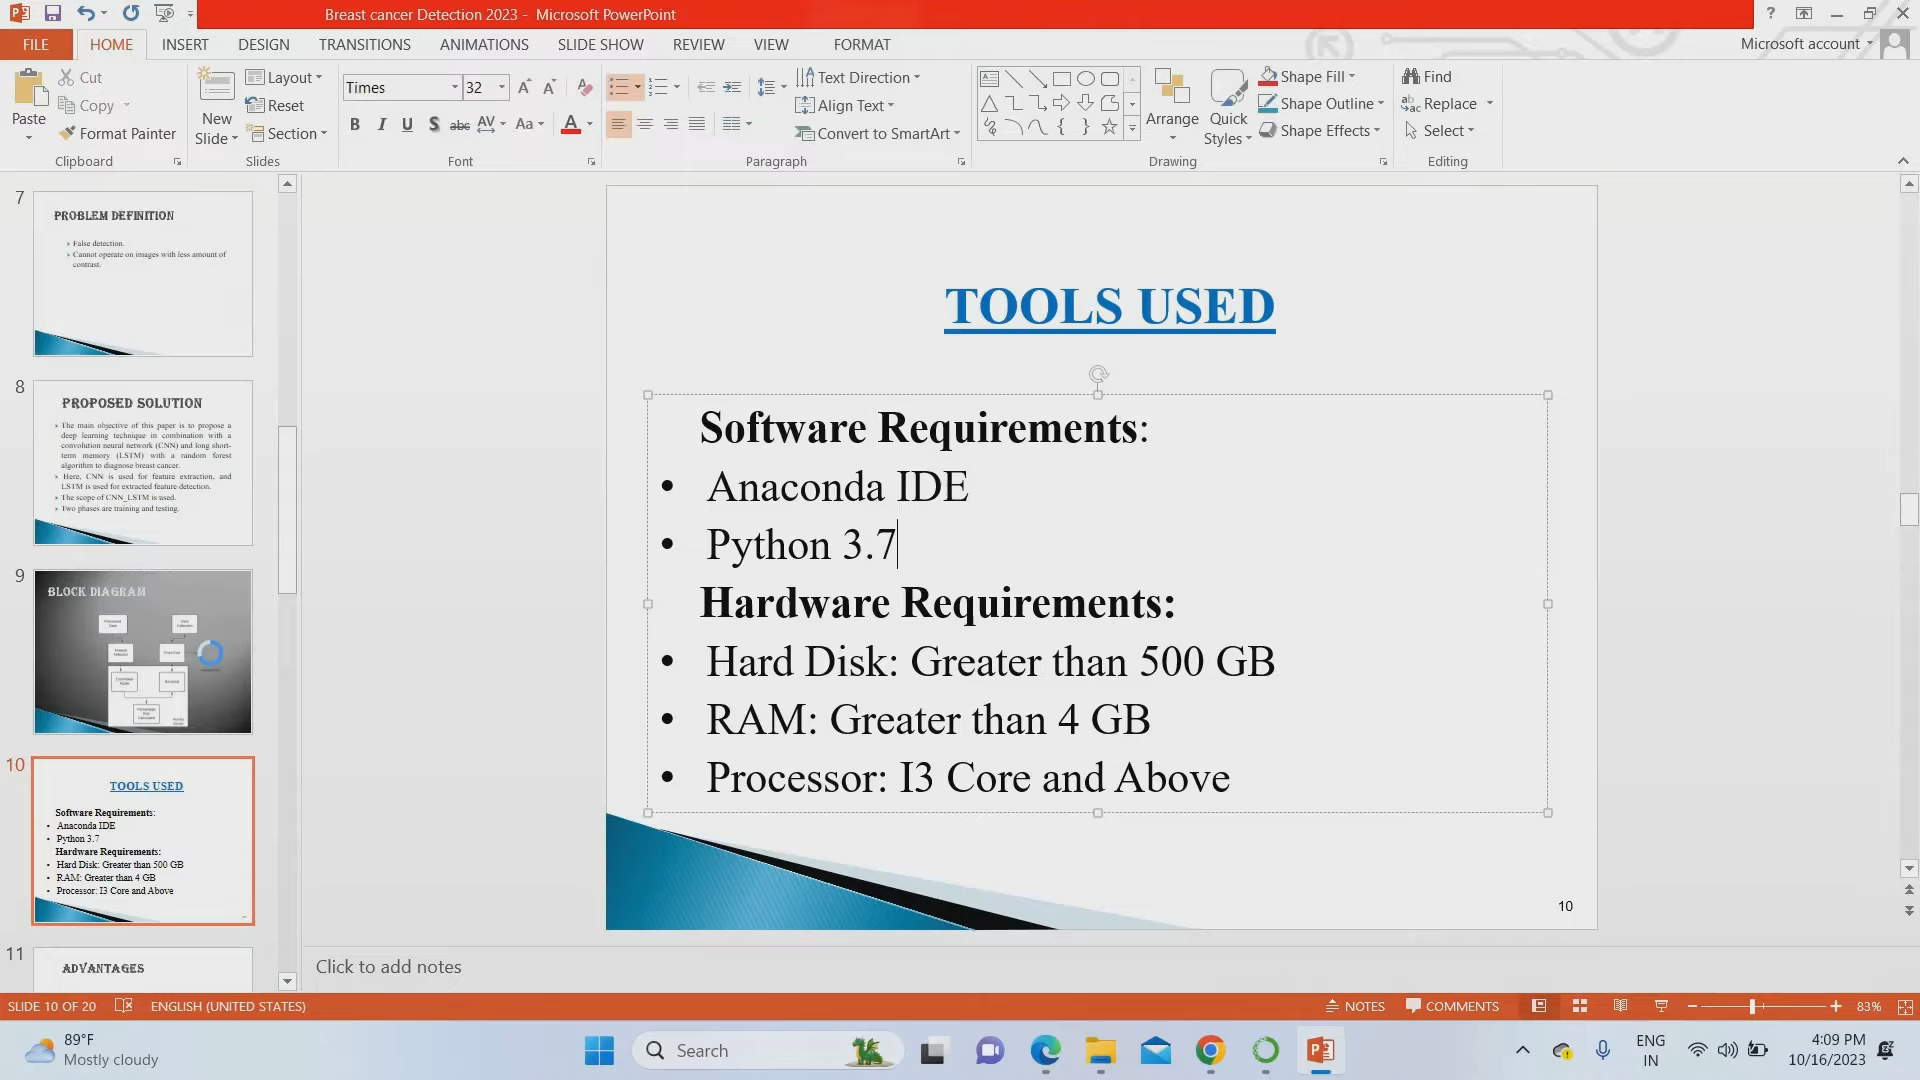 Breast cancer Detection 2023 - Microsoft PowerPoint
FILE HOME INSERT DESIGN TRANSITIONS ANIMATIONS SLIDE SHOW REVIEW VIEW FORMAT
Microsoft account
Paste
Cut
Copy
Format Painter
Clipboard
New Slide
Layout
Reset
Section
Slides
Times 32
B I U S abc AV Aa A
Font
Text Direction
Align Text
Convert to SmartArt
Paragraph
Arrange
Quick Styles
Shape Fill
Shape Outline
Shape Effects
Drawing
Find
Replace
Select
Editing
7
PROBLEM DEFINITION
False detection.
Cannot operate on images with less amount of
contrast.
8
PROPOSED SOLUTION
The main objective of this paper is to propose a
deep learning technique in combination with a
convolution neural network (CNN) and long short-
term memory (LSTM) with a random forest
algorithm to diagnose breast cancer.
Here, CNN is used for feature extraction, and
LSTM is used for extracted feature detection.
The scope of CNN_LSTM is used.
Two phases are training and testing.
9
BLOCK DIAGRAM
10
TOOLS USED
Software Requirements:
• Anaconda IDE
• Python 3.7
Hardware Requirements:
• Hard Disk: Greater than 500 GB
• RAM: Greater than 4 GB
• Processor: I3 Core and Above
11
ADVANTAGES
TOOLS USED
Software Requirements:
• Anaconda IDE
• Python 3.7
Hardware Requirements:
• Hard Disk: Greater than 500 GB
• RAM: Greater than 4 GB
• Processor: I3 Core and Above
10
Click to add notes
SLIDE 10 OF 20 ENGLISH (UNITED STATES) NOTES COMMENTS 83%
89°F
Mostly cloudy
Search
ENG
IN
4:09 PM
10/16/2023